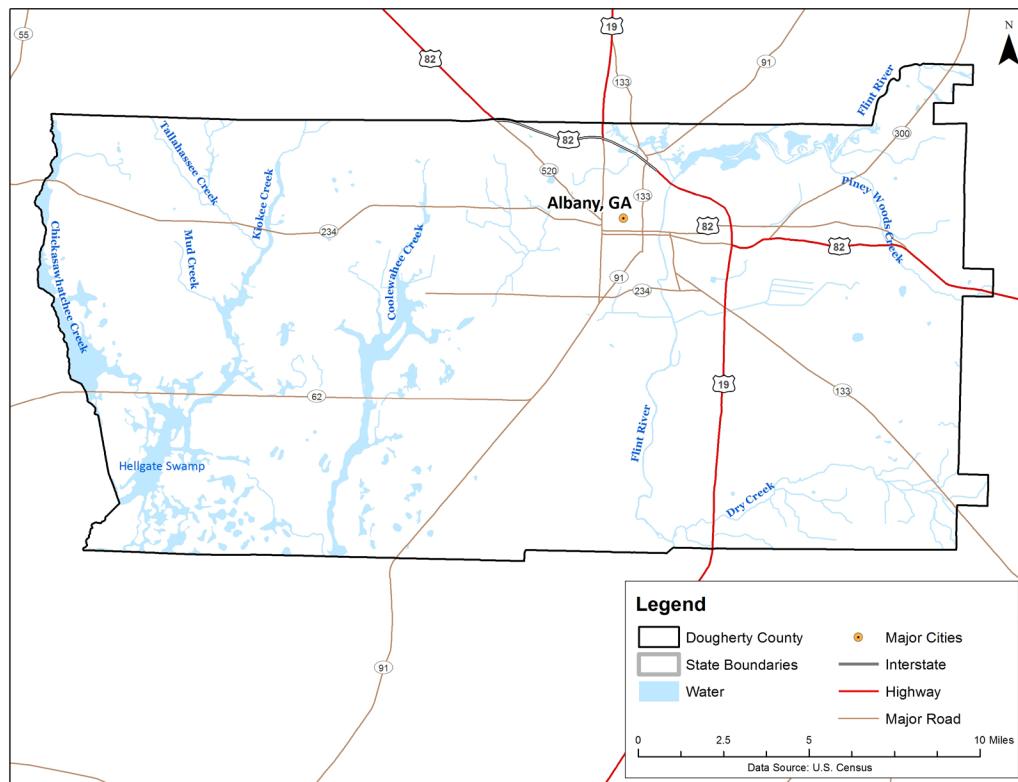 N
55
82
19
91
133
Flint River
82
300
520
Tallahassee Creek
Kiokee Creek
133
Piney Woods Creek
Albany, GA
Chickasawhatchee Creek
234
Mud Creek
82
82
Coolewahee Creek
91
234
19
133
62
Flint River
Hellgate Swamp
Dry Creek
91
Legend
Dougherty County
State Boundaries
Water
Major Cities
Interstate
Highway
Major Road
0 2.5 5 10 Miles
Data Source: U.S. Census